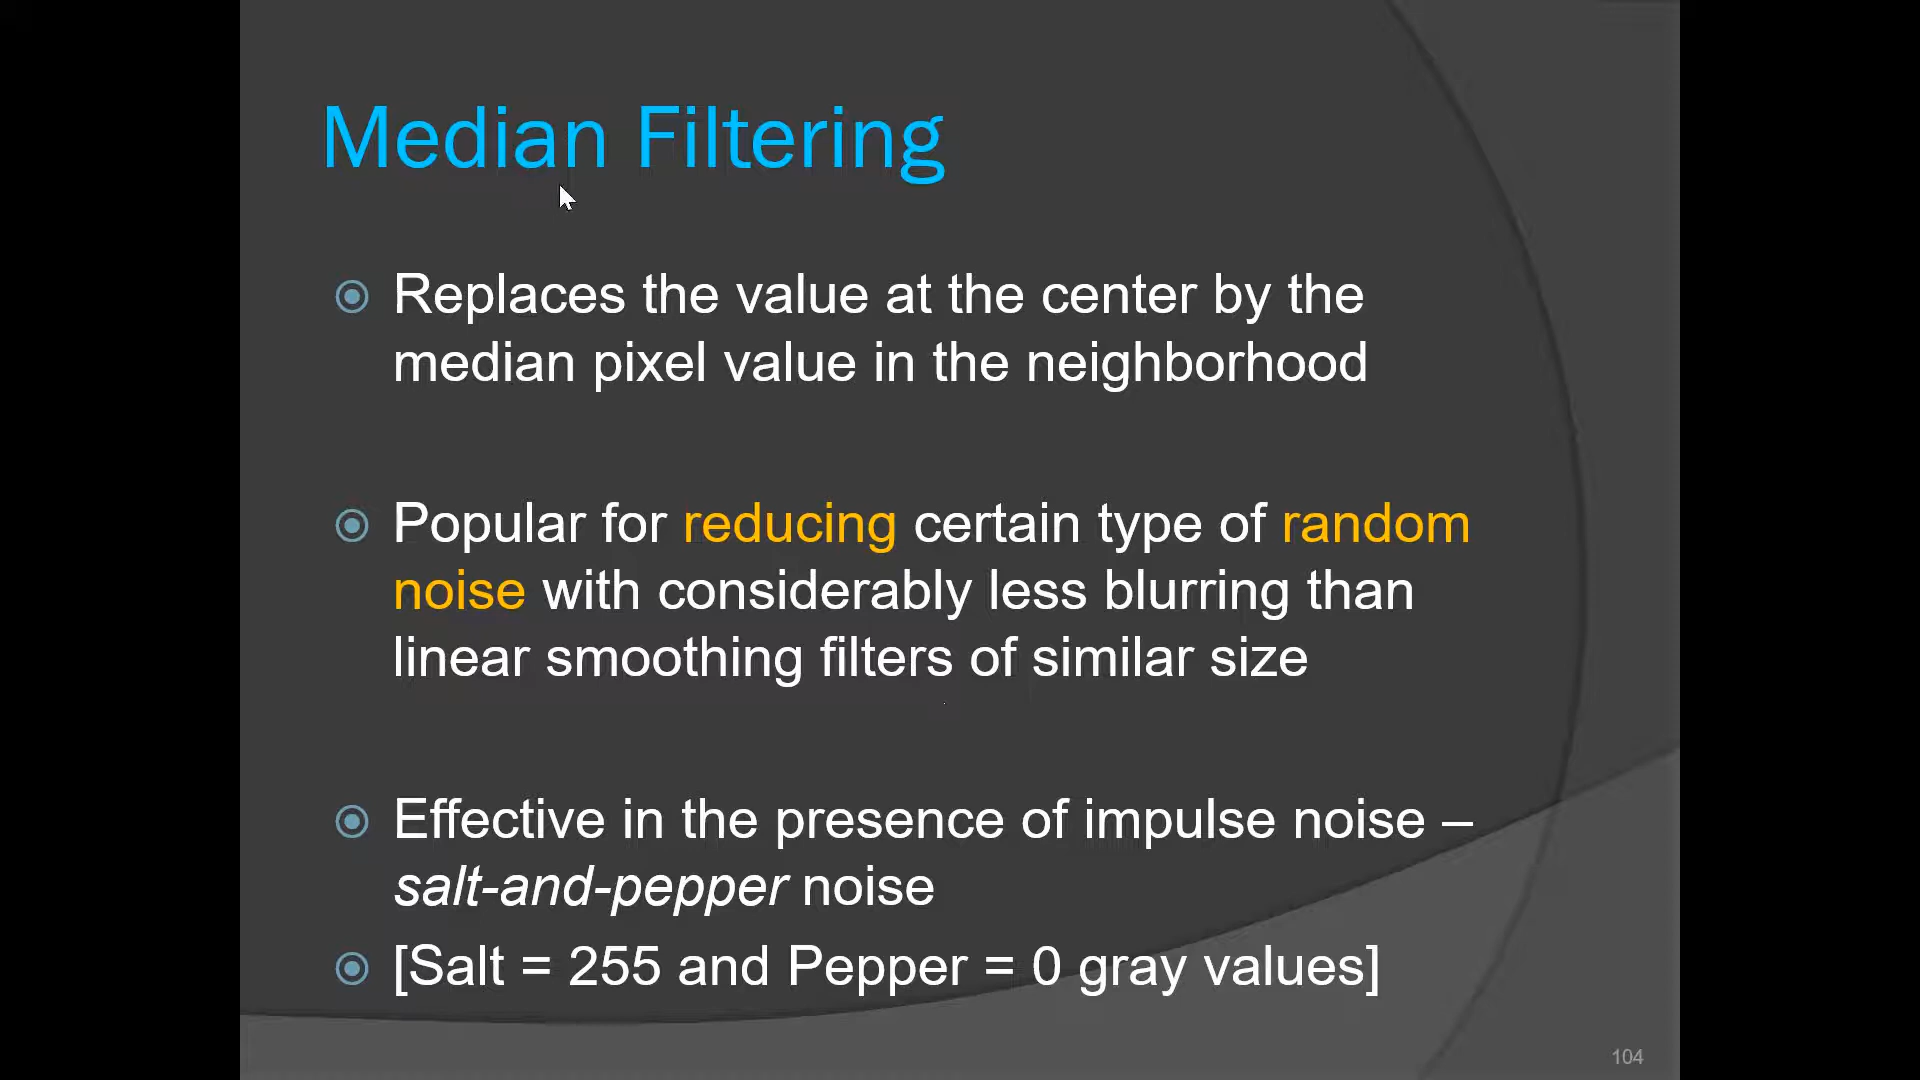 Median Filtering
Replaces the value at the center by the
median pixel value in the neighborhood
Popular for reducing certain type of random
noise with considerably less blurring than
linear smoothing filters of similar size
Effective in the presence of impulse noise –
salt-and-pepper noise
[Salt = 255 and Pepper = 0 gray values]
104